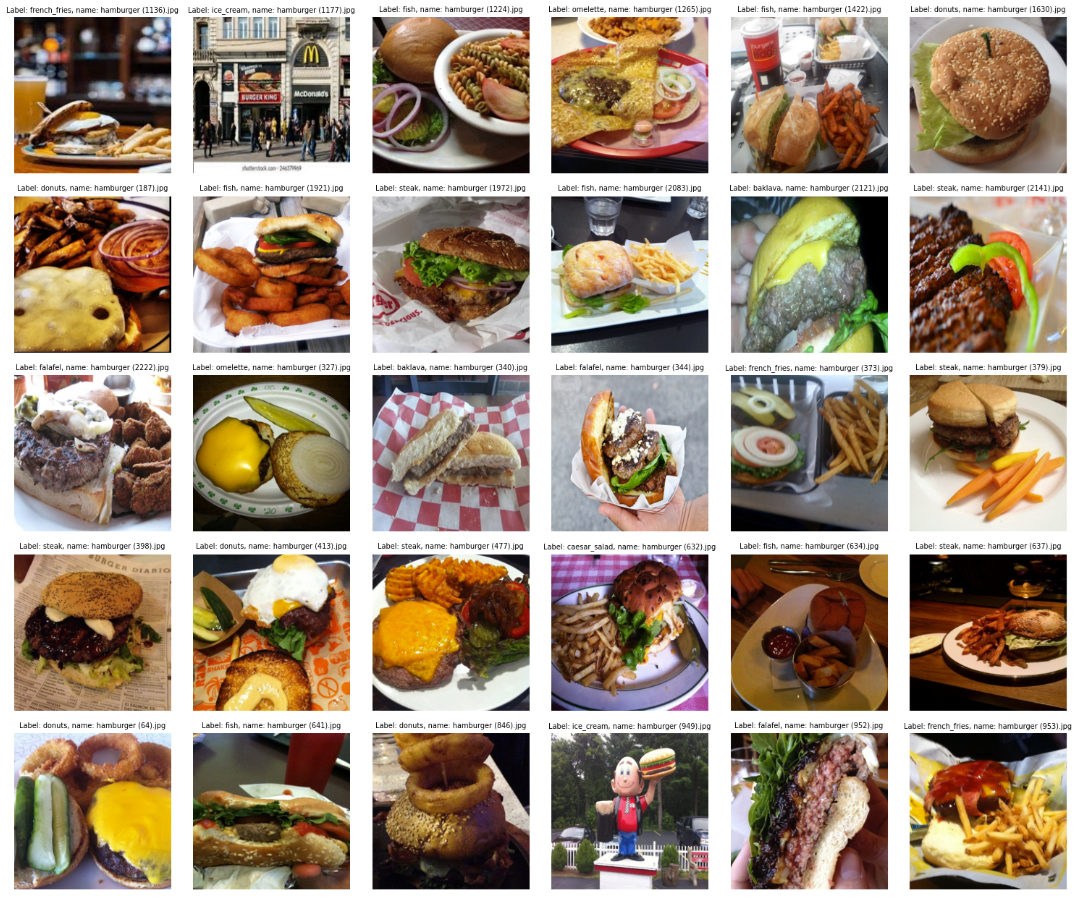 Label: french_fries, name: hamburger (1136).jpg
Label: ice_cream, name: hamburger (1177).jpg
Label: fish, name: hamburger (1224).jpg
Label: omelette, name: hamburger (1265).jpg
Label: fish, name: hamburger (1422).jpg
Label: donuts, name: hamburger (1630).jpg
BURGER KING
McDonald's
Label: donuts, name: hamburger (187).jpg
Label: fish, name: hamburger (1921).jpg
Label: steak, name: hamburger (1972).jpg
Label: fish, name: hamburger (2083).jpg
Label: baklava, name: hamburger (2121).jpg
Label: steak, name: hamburger (2141).jpg
Label: falafel, name: hamburger (2222).jpg
Label: omelette, name: hamburger (327).jpg
Label: baklava, name: hamburger (340).jpg
Label: falafel, name: hamburger (344).jpg
Label: french_fries, name: hamburger (373).jpg
Label: steak, name: hamburger (379).jpg
Label: steak, name: hamburger (398).jpg
Label: donuts, name: hamburger (413).jpg
Label: steak, name: hamburger (477).jpg
Label: caesar_salad, name: hamburger (632).jpg
Label: fish, name: hamburger (634).jpg
Label: steak, name: hamburger (637).jpg
BURGER DIARIO
Label: donuts, name: hamburger (64).jpg
Label: fish, name: hamburger (641).jpg
Label: donuts, name: hamburger (846).jpg
Label: ice_cream, name: hamburger (949).jpg
Label: falafel, name: hamburger (952).jpg
Label: french_fries, name: hamburger (953).jpg